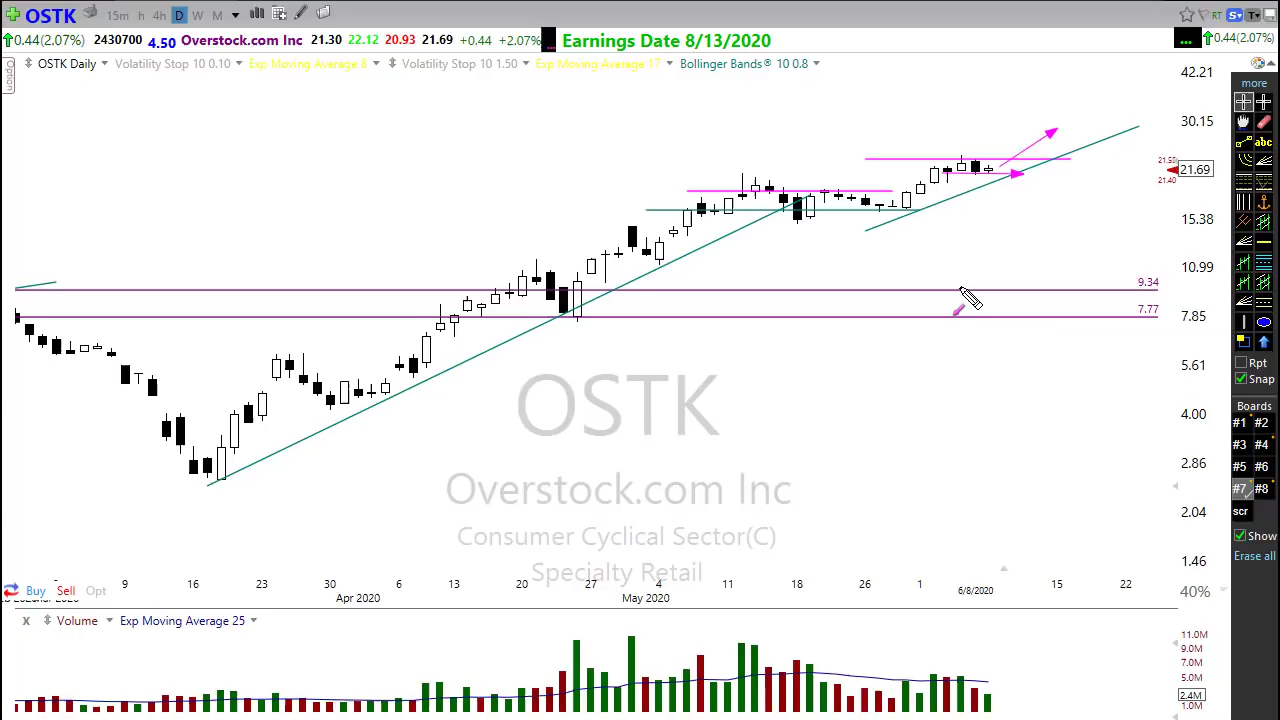 OSTK 15m h 4h D W M RT S T
0.44(2.07%) 2430700 4.50 Overstock.com Inc 21.30 22.12 20.93 21.69 +0.44 +2.07% ... Earnings Date 8/13/2020 ... 0.44(2.07%)
Option
OSTK Daily Volatility Stop 10 0.10 Exp Moving Average 8 Volatility Stop 10 1.50 Exp Moving Average 17 Bollinger Bands® 10 0.8
42.21
30.15
21.55
21.69
21.40
15.38
10.99
9.34
7.77
7.85
5.61
4.00
2.86
2.04
1.46
OSTK
Overstock.com Inc
Consumer Cyclical Sector(C)
Specialty Retail
9 16 23 30 6 13 20 27 4 11 18 26 1 6/8/2020 15 22
Apr 2020 May 2020
Buy Sell Opt
40%
X Volume Exp Moving Average 25
11.0M
9.0M
7.0M
5.0M
2.4M
1.0M
more
abc
Rpt
Snap
Boards
#1 #2
#3 #4
#5 #6
#7 #8
scr
Show
Erase all